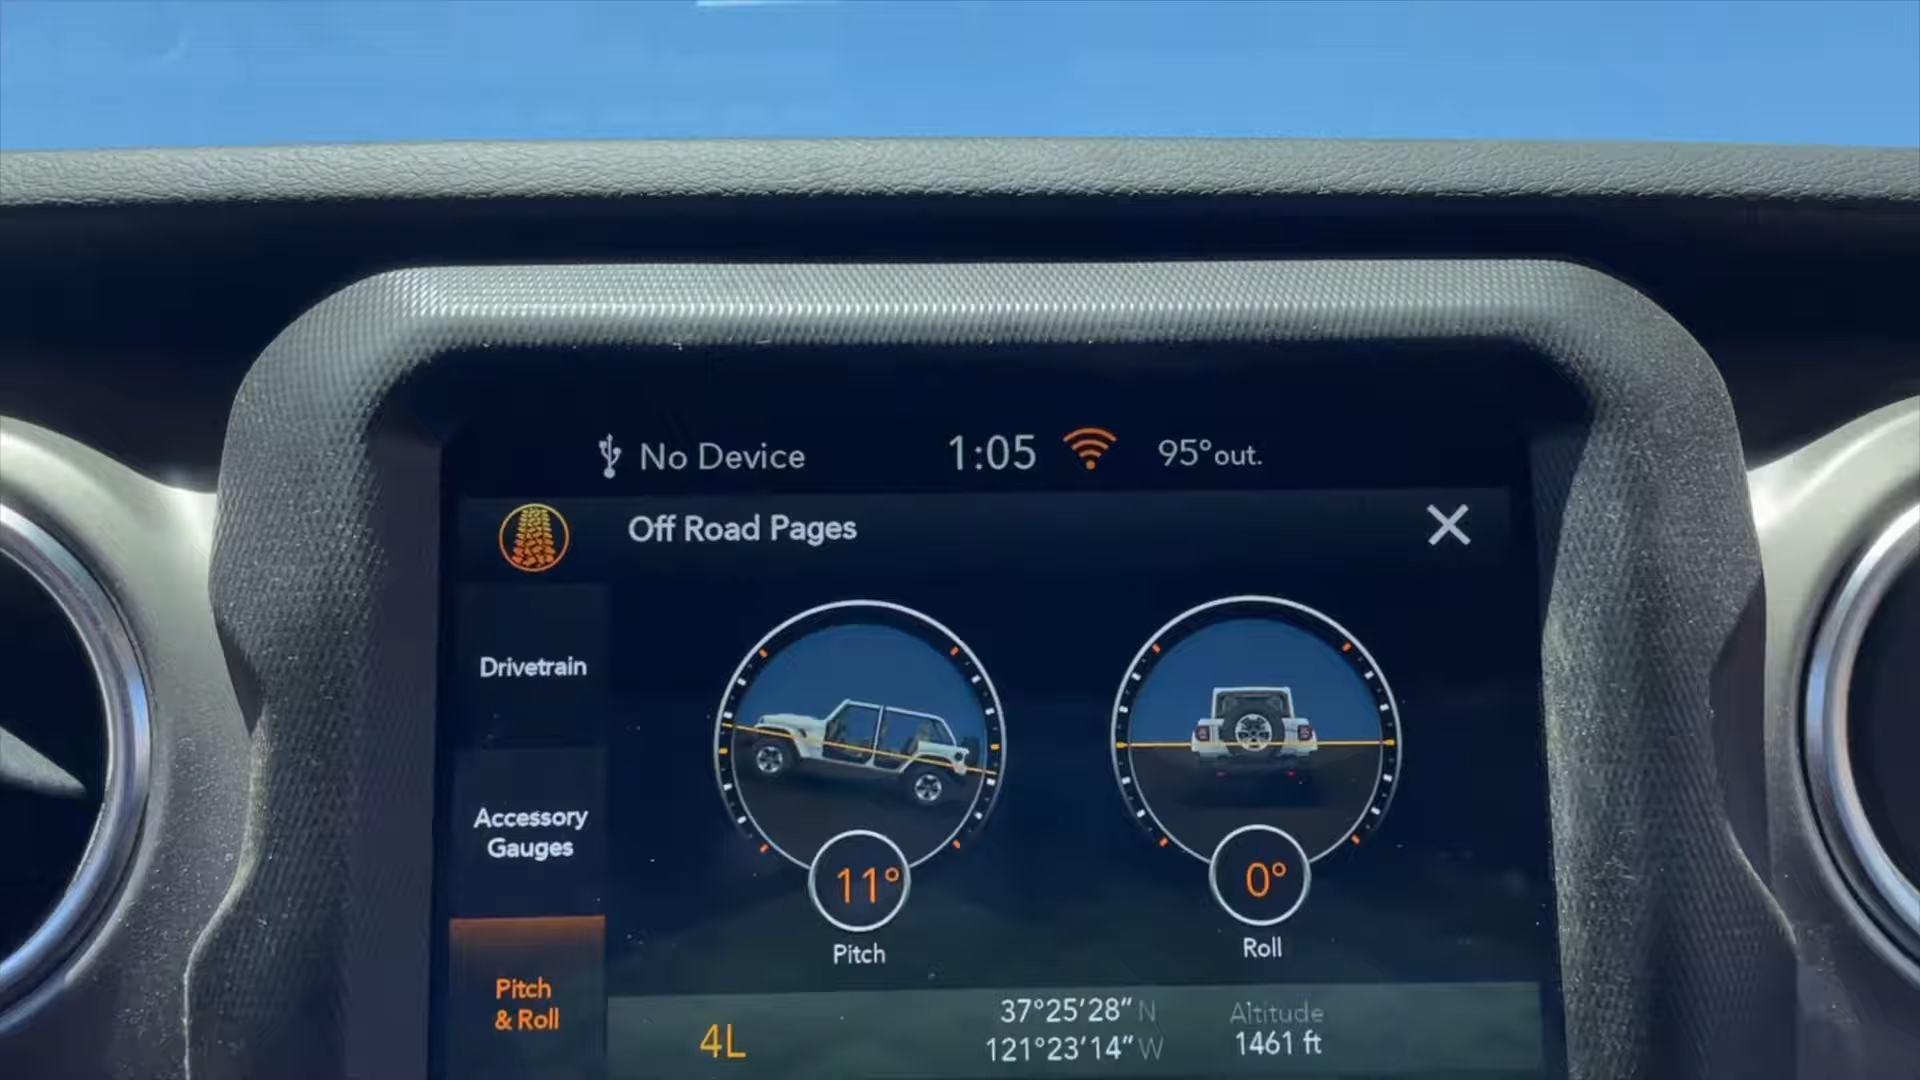 No Device
1:05
95°out.
Off Road Pages
Drivetrain
Accessory
Gauges
Pitch
& Roll
11°
Pitch
0°
Roll
4L
37°25'28" N
121°23'14" W
Altitude
1461 ft